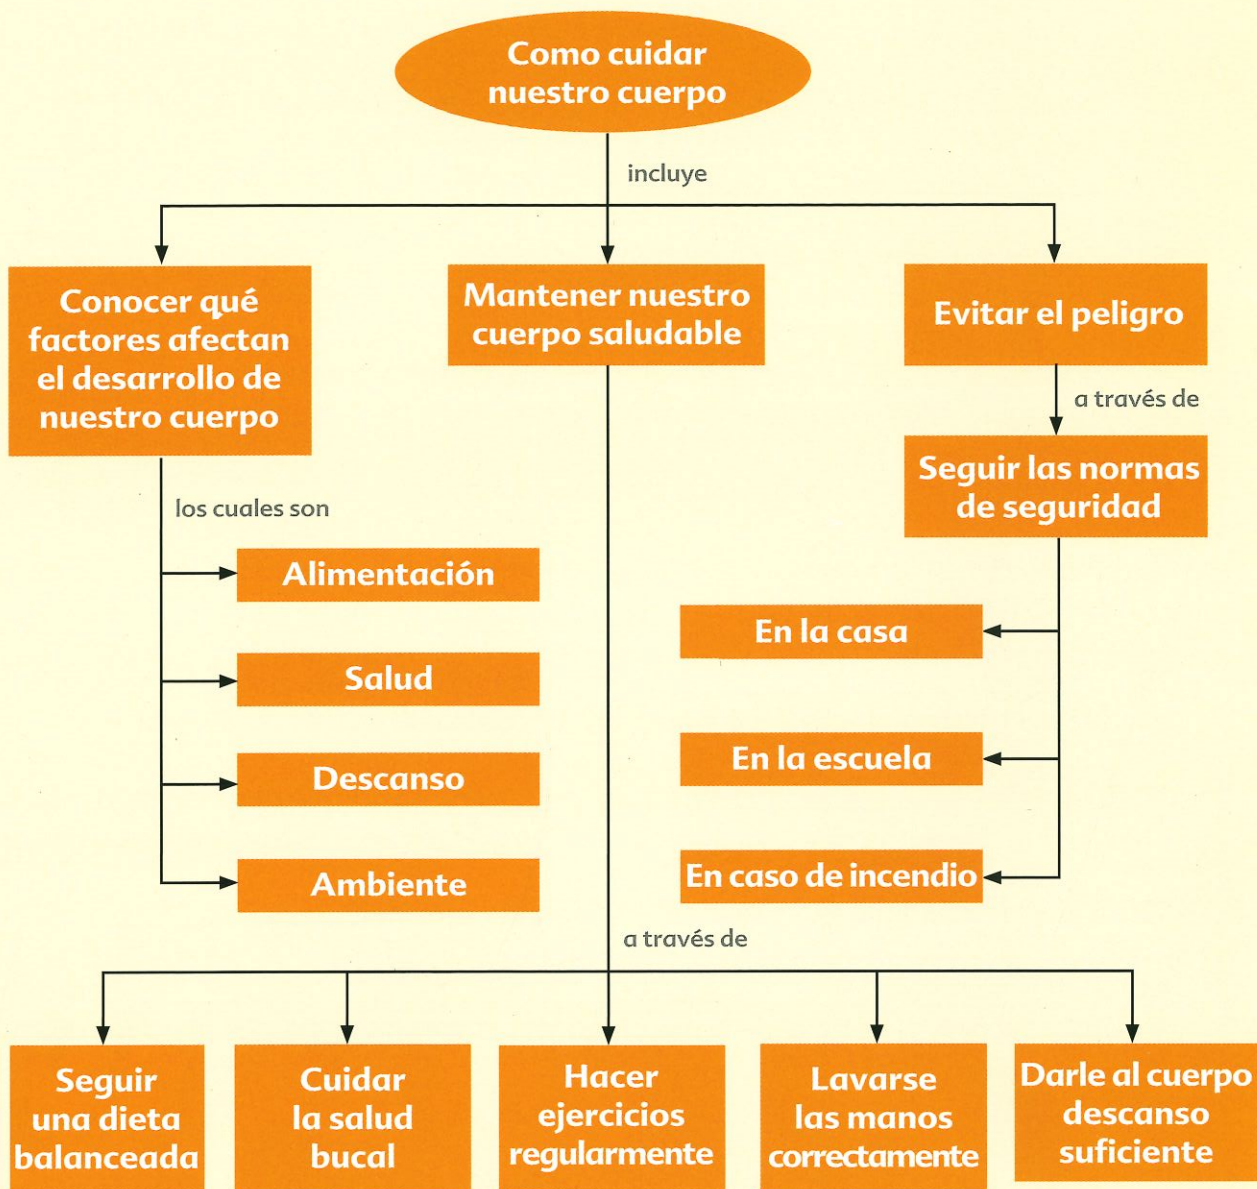 Como cuidar
nuestro cuerpo
incluye
Conocer qué
factores afectan
el desarrollo de
nuestro cuerpo
los cuales son
Alimentación
Salud
Descanso
Ambiente
Mantener nuestro
cuerpo saludable
a través de
Seguir
una dieta
balanceada
Cuidar
la salud
bucal
Hacer
ejercicios
regularmente
Lavarse
las manos
correctamente
Darle al cuerpo
descanso
suficiente
Evitar el peligro
a través de
Seguir las normas
de seguridad
En la casa
En la escuela
En caso de incendio